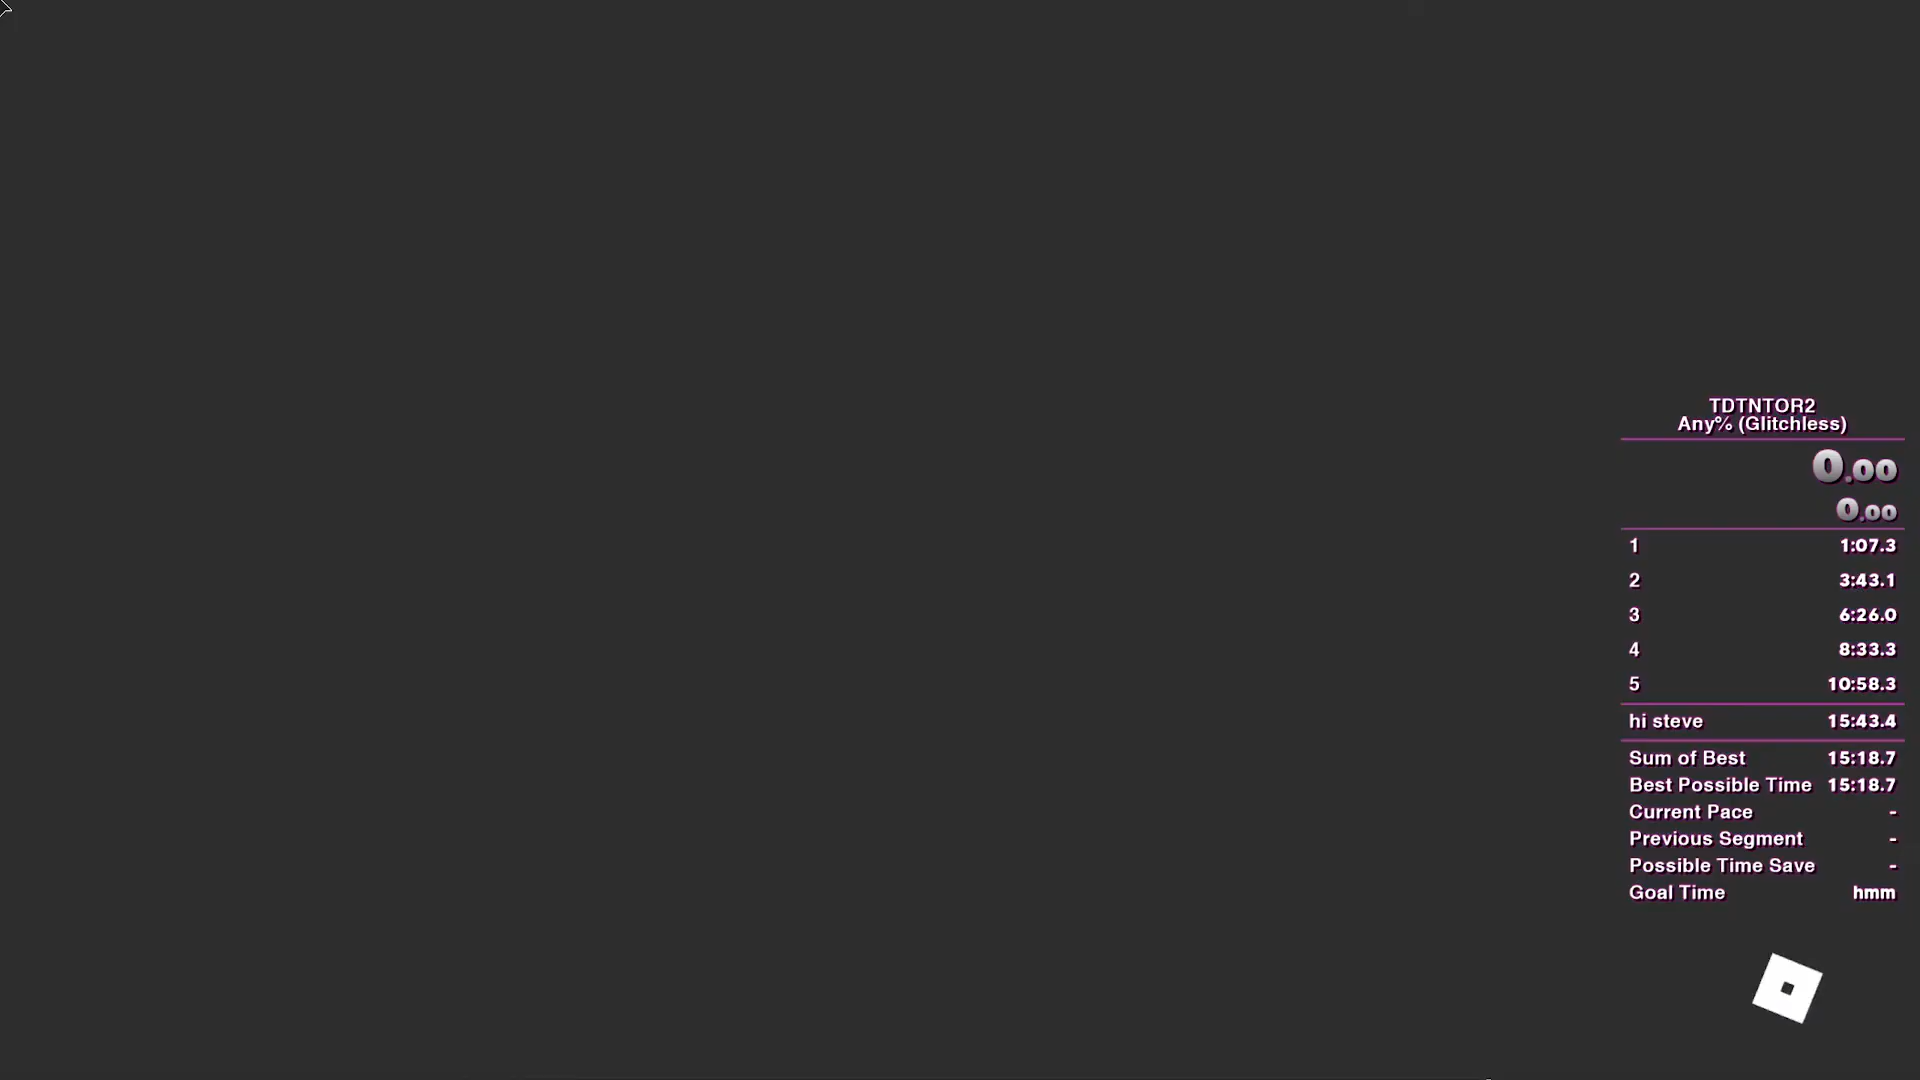 TDTNTOR2
Any% (Glitchless)
0.00
0.00
1 1:07.3
2 3:43.1
3 6:26.0
4 8:33.3
5 10:58.3
hi steve 15:43.4
Sum of Best 15:18.7
Best Possible Time 15:18.7
Current Pace -
Previous Segment -
Possible Time Save -
Goal Time hmm